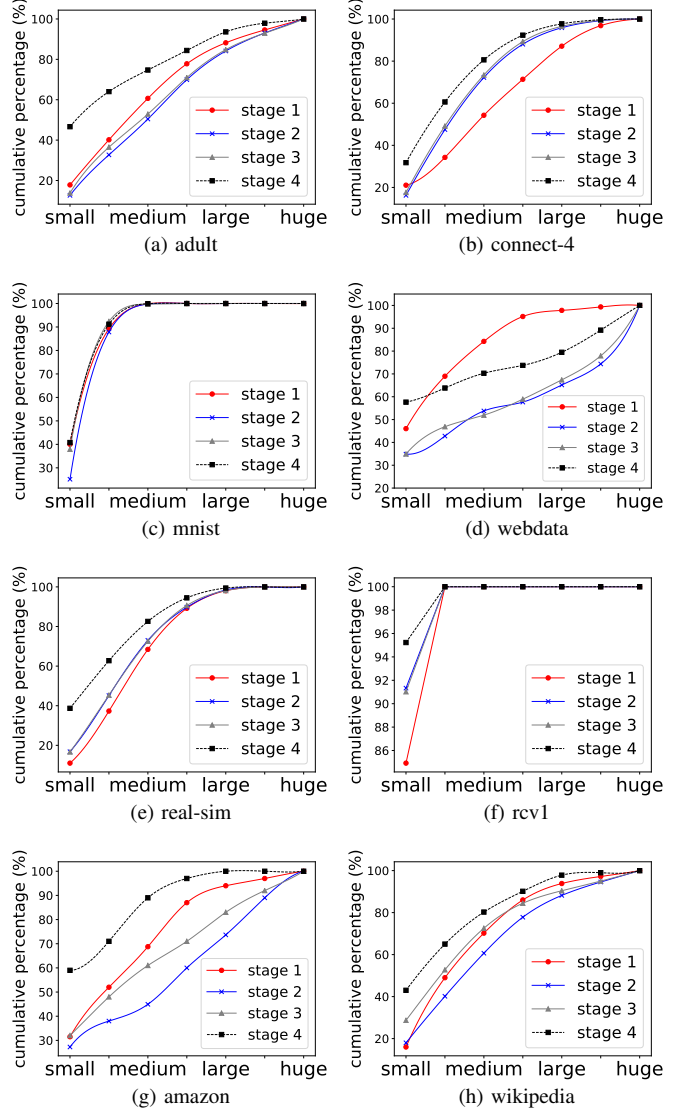 cumulative percentage (%)
100
80
60
40
20
stage 1
stage 2
stage 3
stage 4
small medium large huge
(a) adult
cumulative percentage (%)
100
80
60
40
20
stage 1
stage 2
stage 3
stage 4
small medium large huge
(b) connect-4
cumulative percentage (%)
100
90
80
70
60
50
40
30
stage 1
stage 2
stage 3
stage 4
small medium large huge
(c) mnist
cumulative percentage (%)
100
90
80
70
60
50
40
30
20
stage 1
stage 2
stage 3
stage 4
small medium large huge
(d) webdata
cumulative percentage (%)
100
80
60
40
20
stage 1
stage 2
stage 3
stage 4
small medium large huge
(e) real-sim
cumulative percentage (%)
100
98
96
94
92
90
88
86
stage 1
stage 2
stage 3
stage 4
small medium large huge
(f) rcv1
cumulative percentage (%)
100
90
80
70
60
50
40
30
stage 1
stage 2
stage 3
stage 4
small medium large huge
(g) amazon
cumulative percentage (%)
100
80
60
40
20
stage 1
stage 2
stage 3
stage 4
small medium large huge
(h) wikipedia